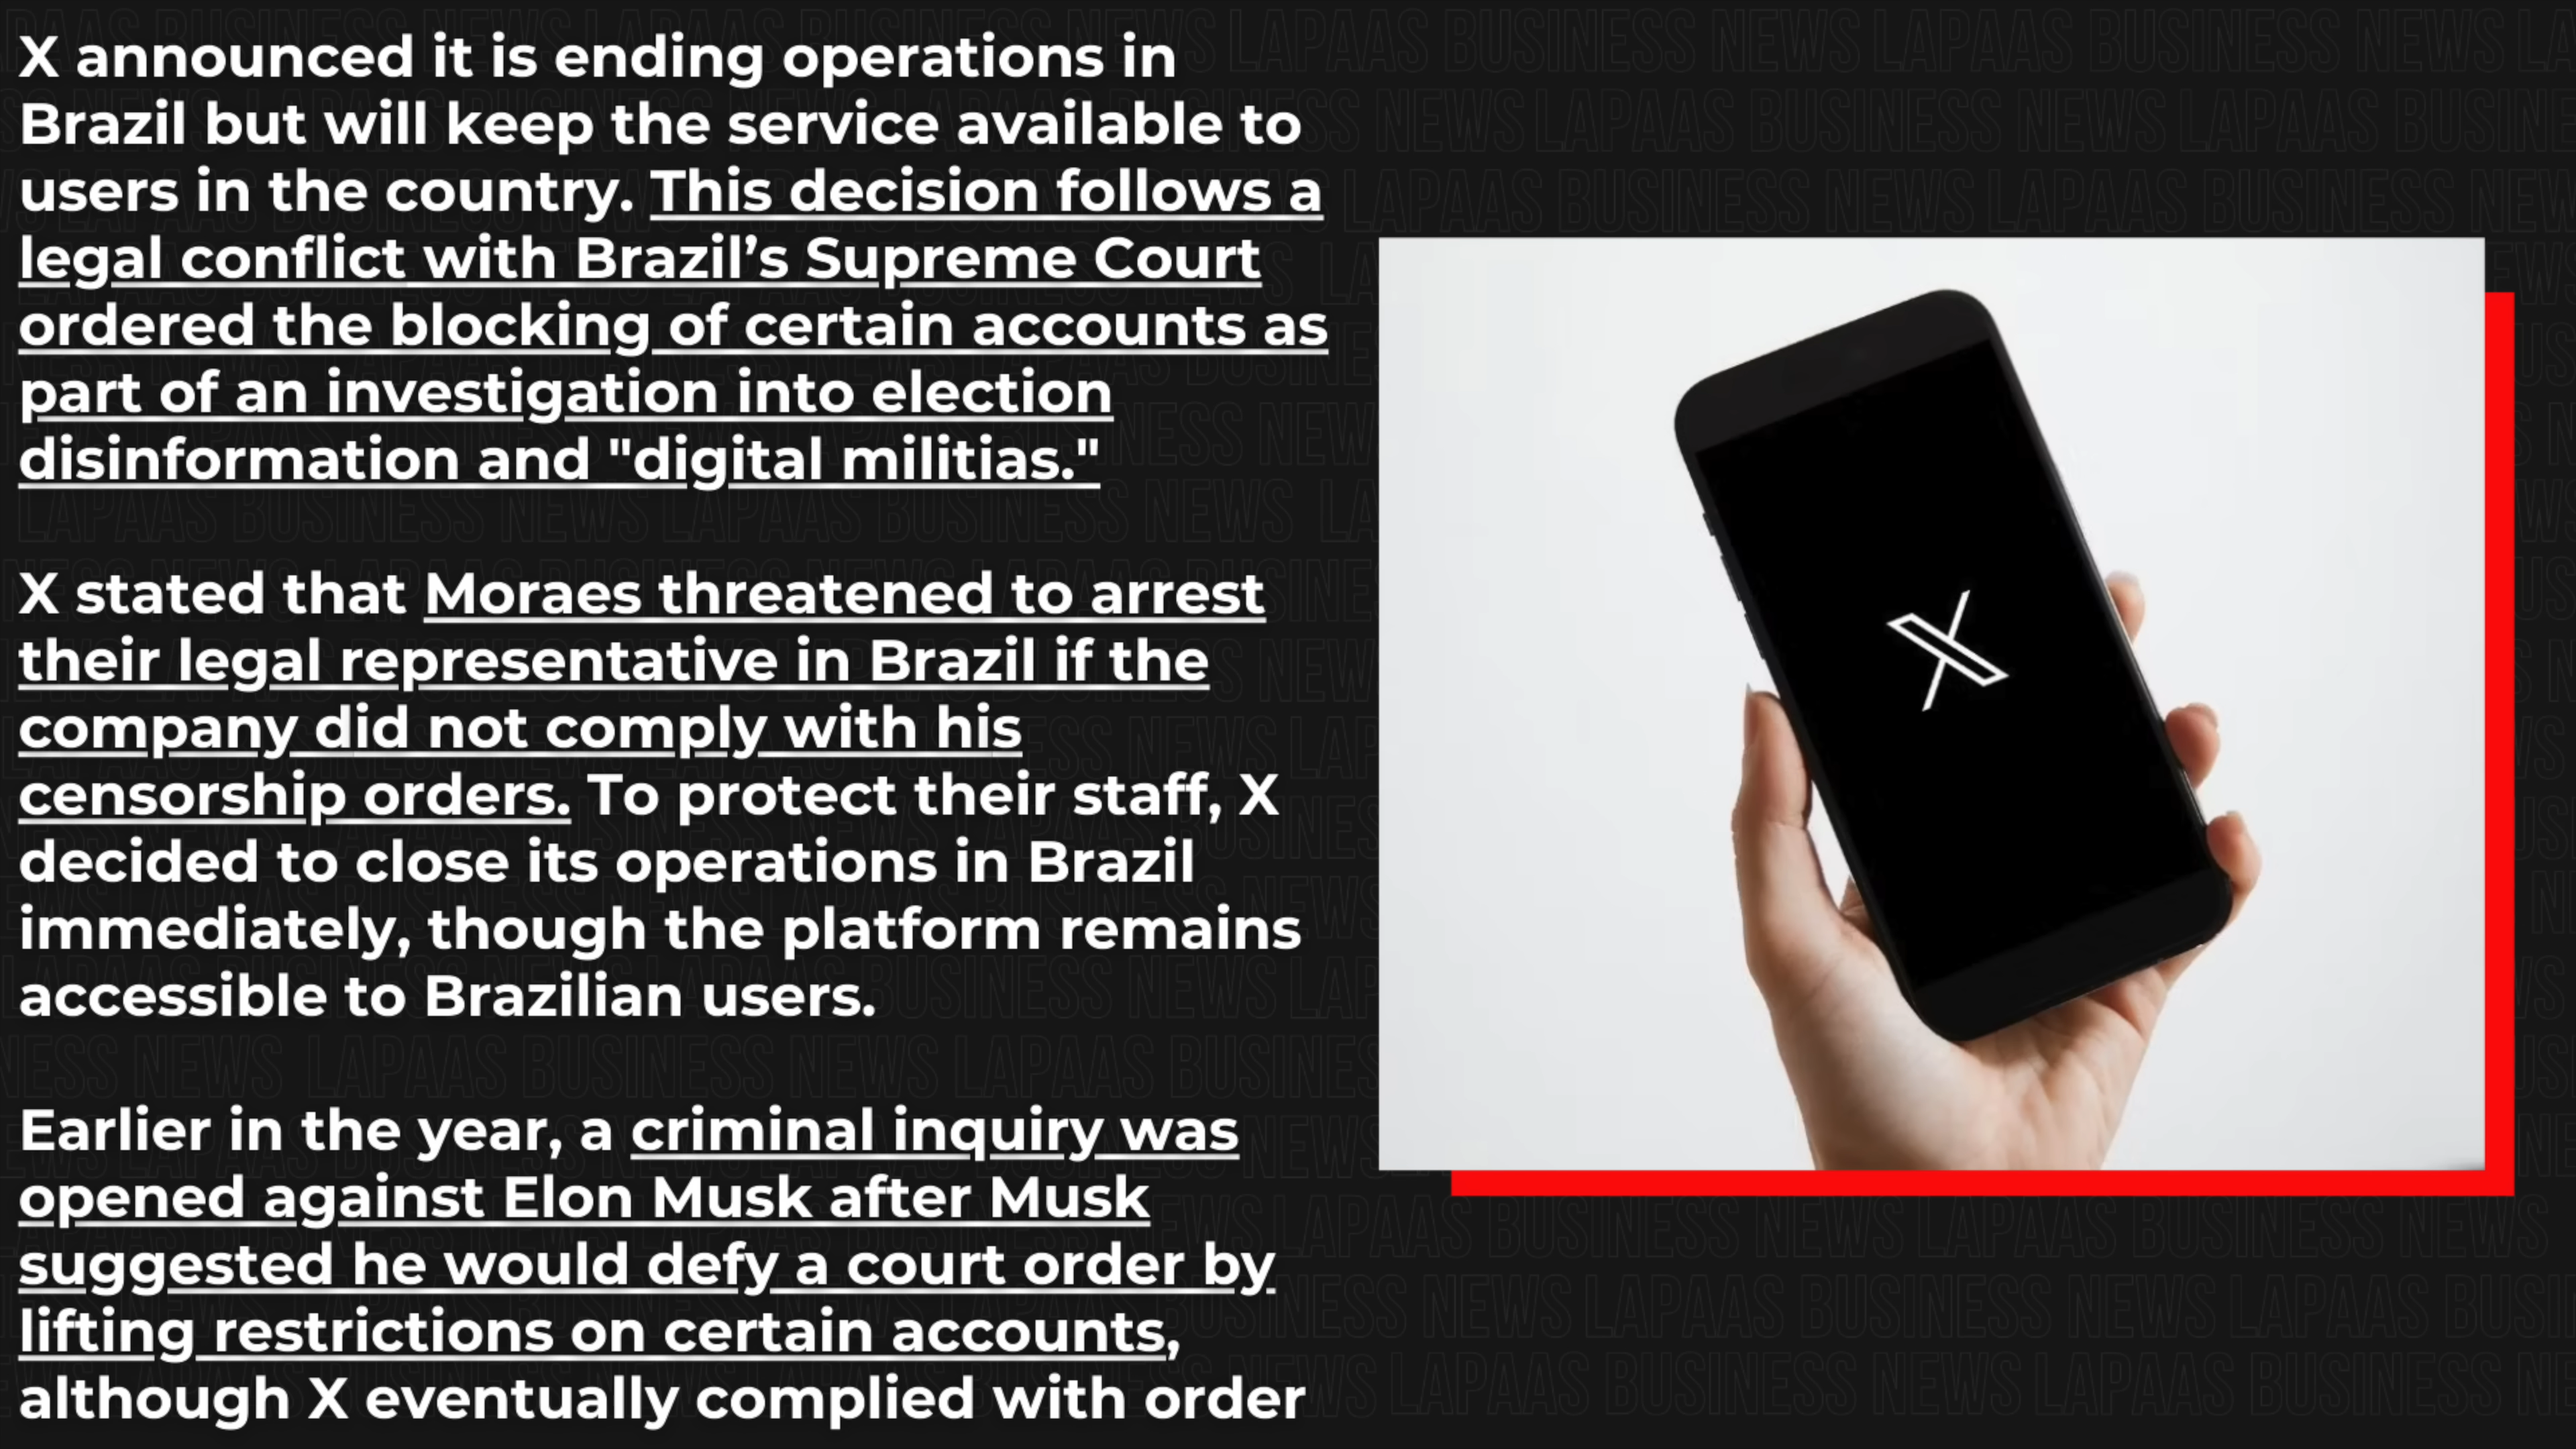 X announced it is ending operations in
Brazil but will keep the service available to
users in the country. This decision follows a
legal conflict with Brazil’s Supreme Court
ordered the blocking of certain accounts as
part of an investigation into election
disinformation and "digital militias."
X stated that Moraes threatened to arrest
their legal representative in Brazil if the
company did not comply with his
censorship orders. To protect their staff, X
decided to close its operations in Brazil
immediately, though the platform remains
accessible to Brazilian users.
Earlier in the year, a criminal inquiry was
opened against Elon Musk after Musk
suggested he would defy a court order by
lifting restrictions on certain accounts,
although X eventually complied with order
LAPAAS BUSINESS NEWS